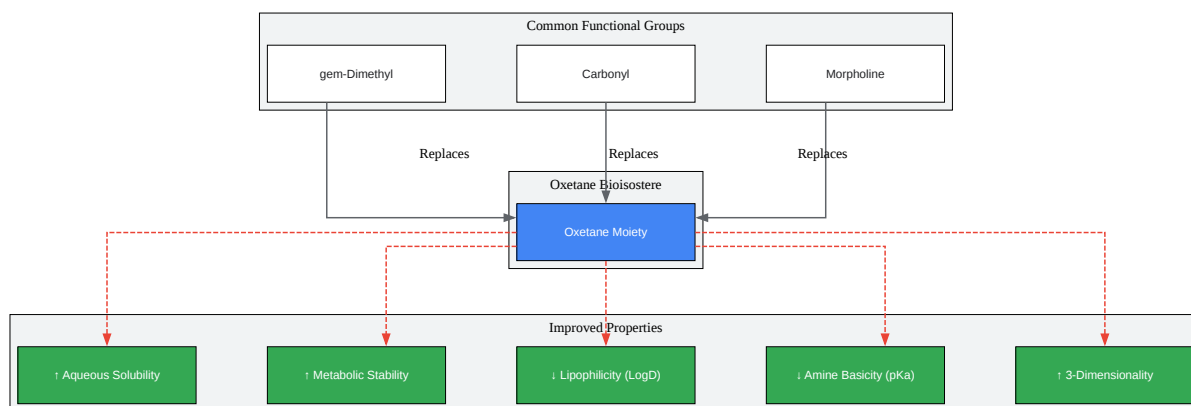 Common Functional Groups
gem-Dimethyl
Carbonyl
Morpholine
Replaces
Replaces
Replaces
Oxetane Bioisostere
Oxetane Moiety
Improved Properties
↑ Aqueous Solubility
↑ Metabolic Stability
↓ Lipophilicity (LogD)
↓ Amine Basicity (pKa)
↑ 3-Dimensionality